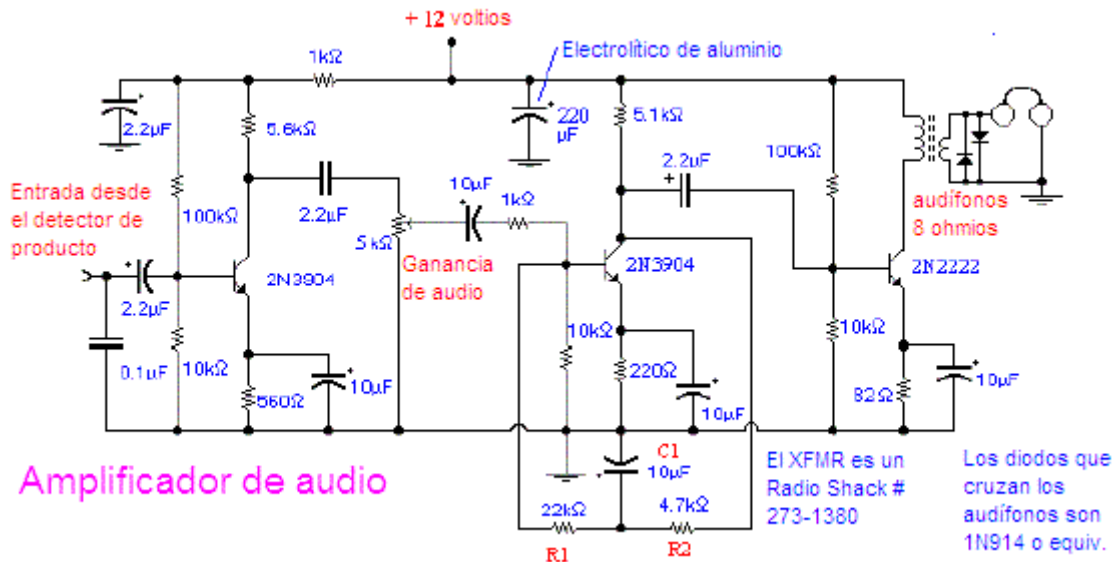 + 12 voltios
Electrolítico de aluminio
1kΩ
2.2µF
5.6kΩ
220
µF
5.1kΩ
2.2µF
100kΩ
Entrada desde
el detector de
producto
100kΩ
2.2µF
5kΩ
10µF
1kΩ
Ganancia
de audio
audífonos
8 ohmios
2N3904
2N3904
2N2222
2.2µF
0.1µF
10kΩ
560Ω
10µF
10kΩ
220Ω
10µF
10kΩ
82Ω
10µF
Amplificador de audio
C1
10µF
22kΩ
4.7kΩ
R1
R2
El XFMR es un
Radio Shack #
273-1380
Los diodos que
cruzan los
audífonos son
1N914 o equiv.
+
+
+
+
+
+
+
+
+